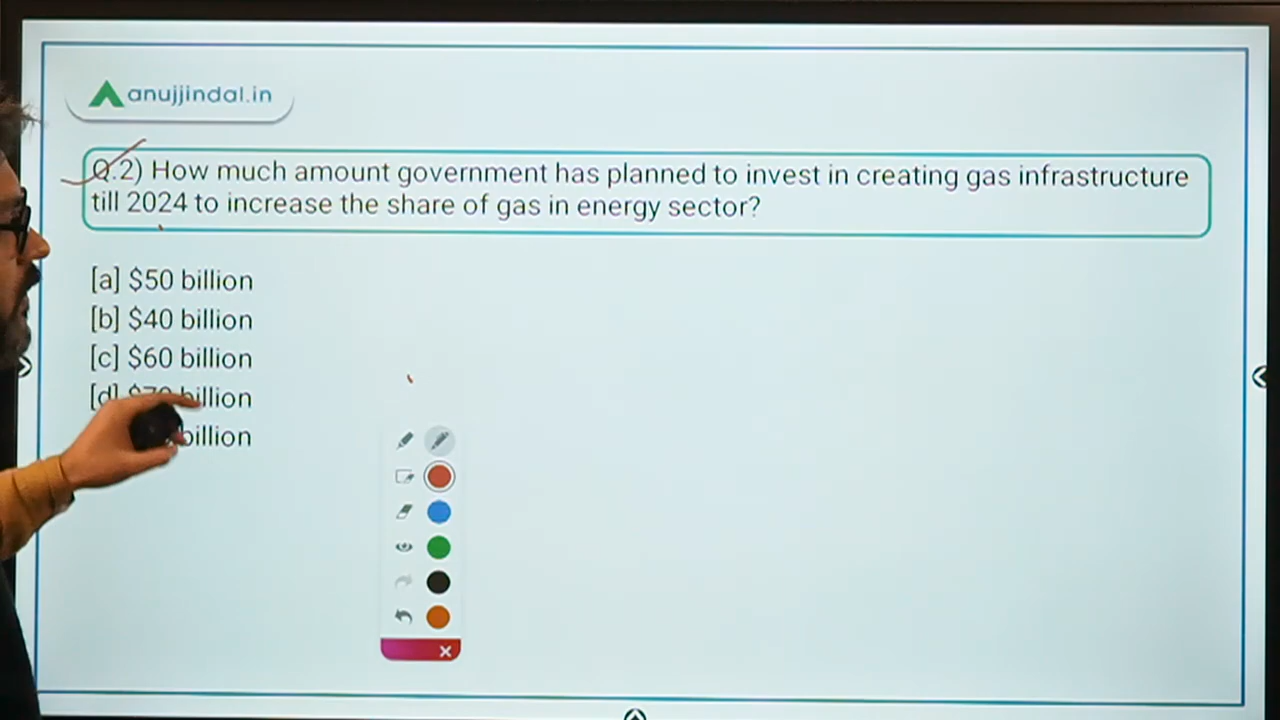 anujjindal.in
Q.2) How much amount government has planned to invest in creating gas infrastructure
till 2024 to increase the share of gas in energy sector?
[a] $50 billion
[b] $40 billion
[c] $60 billion
[d] $70 billion
billion